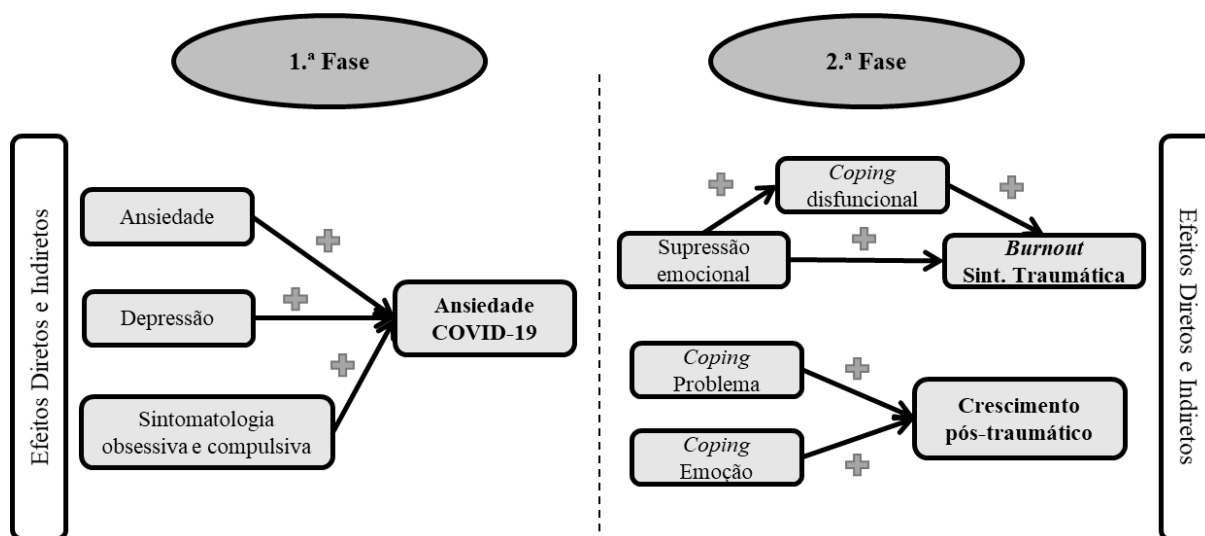 1.ª Fase
2.ª Fase
Efeitos Diretos e Indiretos
Ansiedade
Depressão
Sintomatologia
obsessiva e compulsiva
Ansiedade
COVID-19
Coping
disfuncional
Supressão
emocional
Burnout
Sint. Traumática
Coping
Problema
Coping
Emoção
Crescimento
pós-traumático
Efeitos Diretos e Indiretos